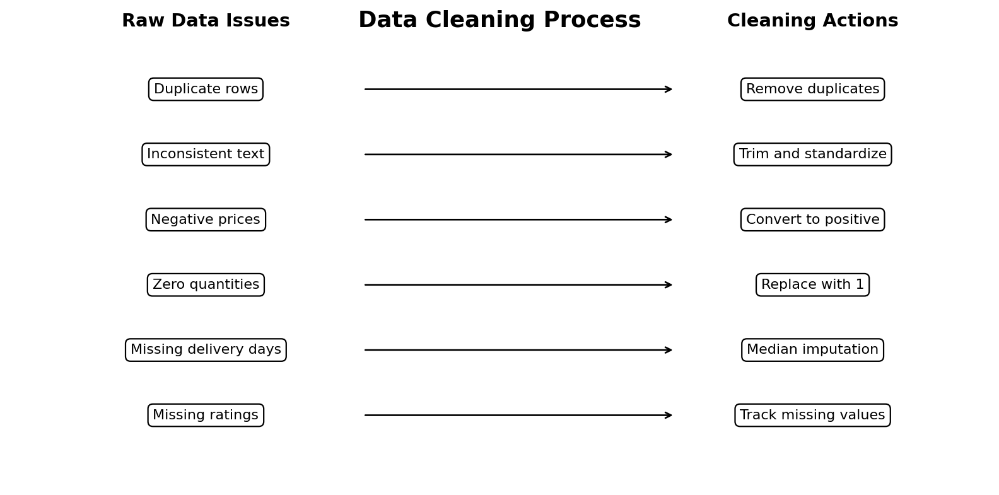 Raw Data Issues
Data Cleaning Process
Cleaning Actions
Duplicate rows
Remove duplicates
Inconsistent text
Trim and standardize
Negative prices
Convert to positive
Zero quantities
Replace with 1
Missing delivery days
Median imputation
Missing ratings
Track missing values